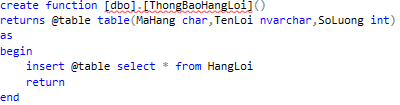 create function [dbo].[ThongBaoHangLoi]()
returns @table table(MaHang char,TenLoi nvarchar,SoLuong int)
as
begin
    insert @table select * from HangLoi
    return
end